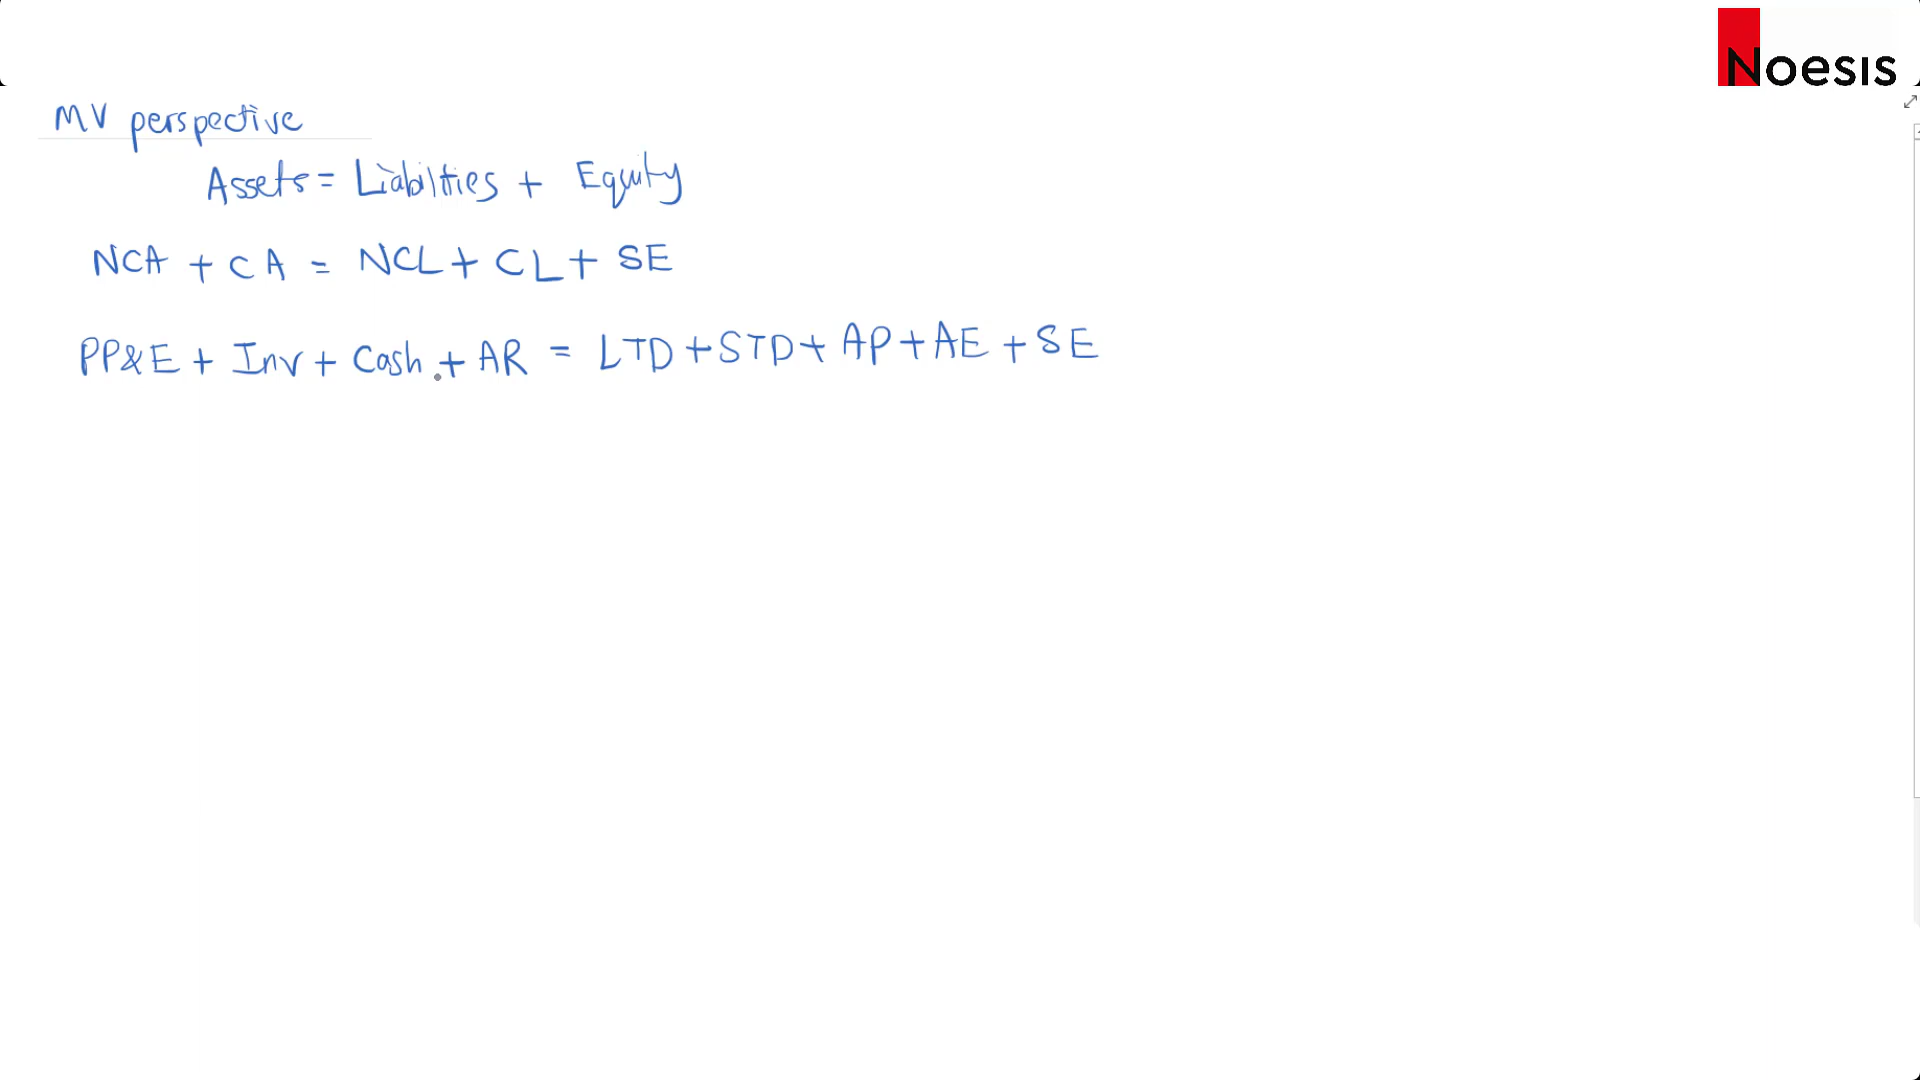 Noesis
MV perspective
Assets = Liabilities + Equity
NCA + CA = NCL + CL + SE
PP&E + Inv + Cash + AR = LTD + STD + AP + AE + SE